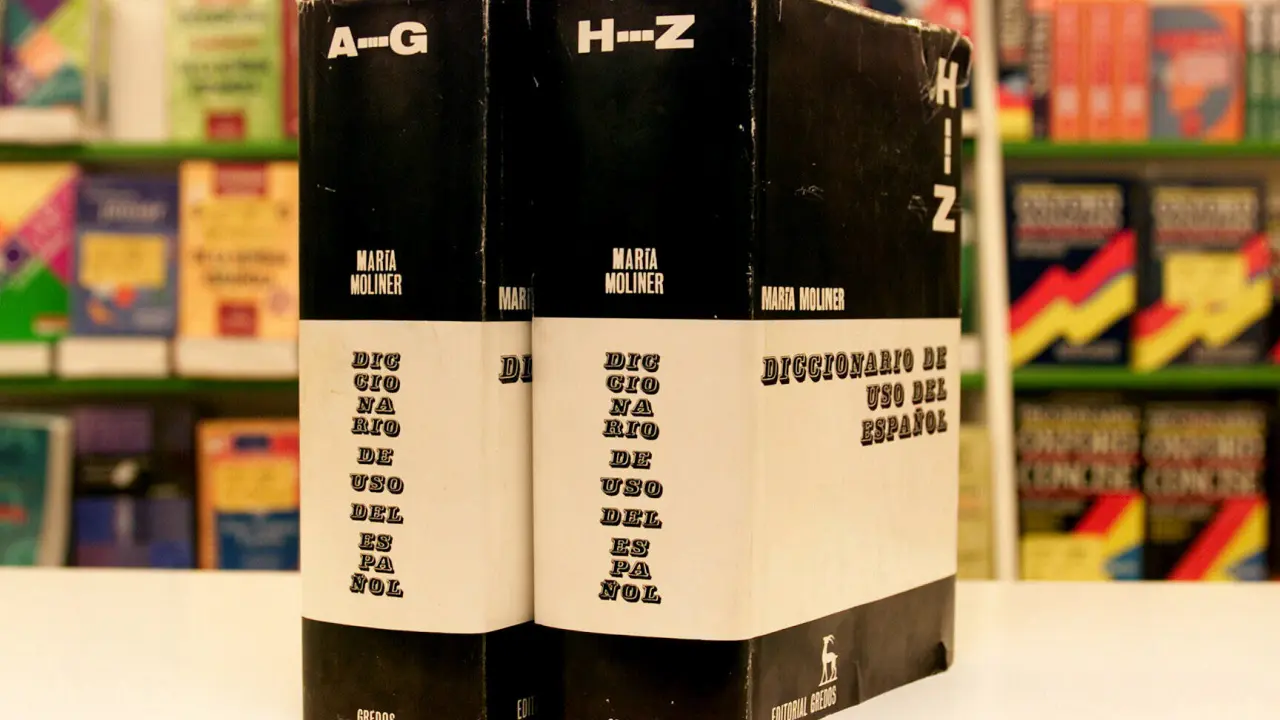 A---G
MARÍA
MOLINER
DIC
CIO
NA
RIO
DE
USO
DEL
ES
PA
ÑOL
GREDOS
H---Z
MARÍA
MOLINER
DIC
CIO
NA
RIO
DE
USO
DEL
ES
PA
ÑOL
H--Z
MARÍA MOLINER
DICCIONARIO DE
USO DEL
ESPAÑOL
EDITORIAL GREDOS